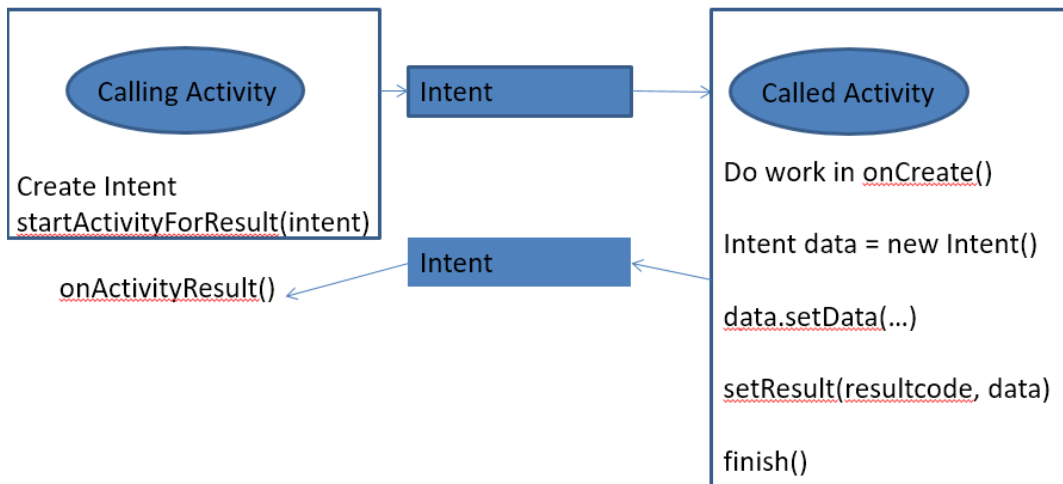 Calling Activity
Create Intent
startActivityForResult(intent)
onActivityResult()
Intent
Intent
Called Activity
Do work in onCreate()
Intent data = new Intent()
data.setData(...)
setResult(resultcode, data)
finish()